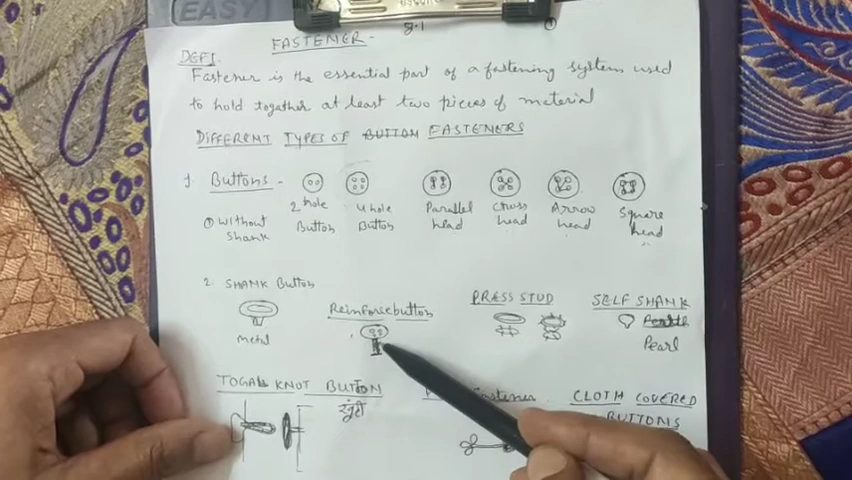 EASY
g.1
FASTENER
DEFI
Fastener is the essential part of a fastening system used
to hold together at least two pieces of material
DIFFERENT TYPES OF BUTTON FASTENERS
1 Buttons -
① without shank
2 hole Button
4 hole Button
Parallel head
Cross head
Arrow head
Square head
2 SHANK Button
Metal
Reinforce button
PRESS STUD
SELF SHANK
Pearl
TOGAL KNOT BUTTON
Fastener
CLOTH COVERED
BUTTONS